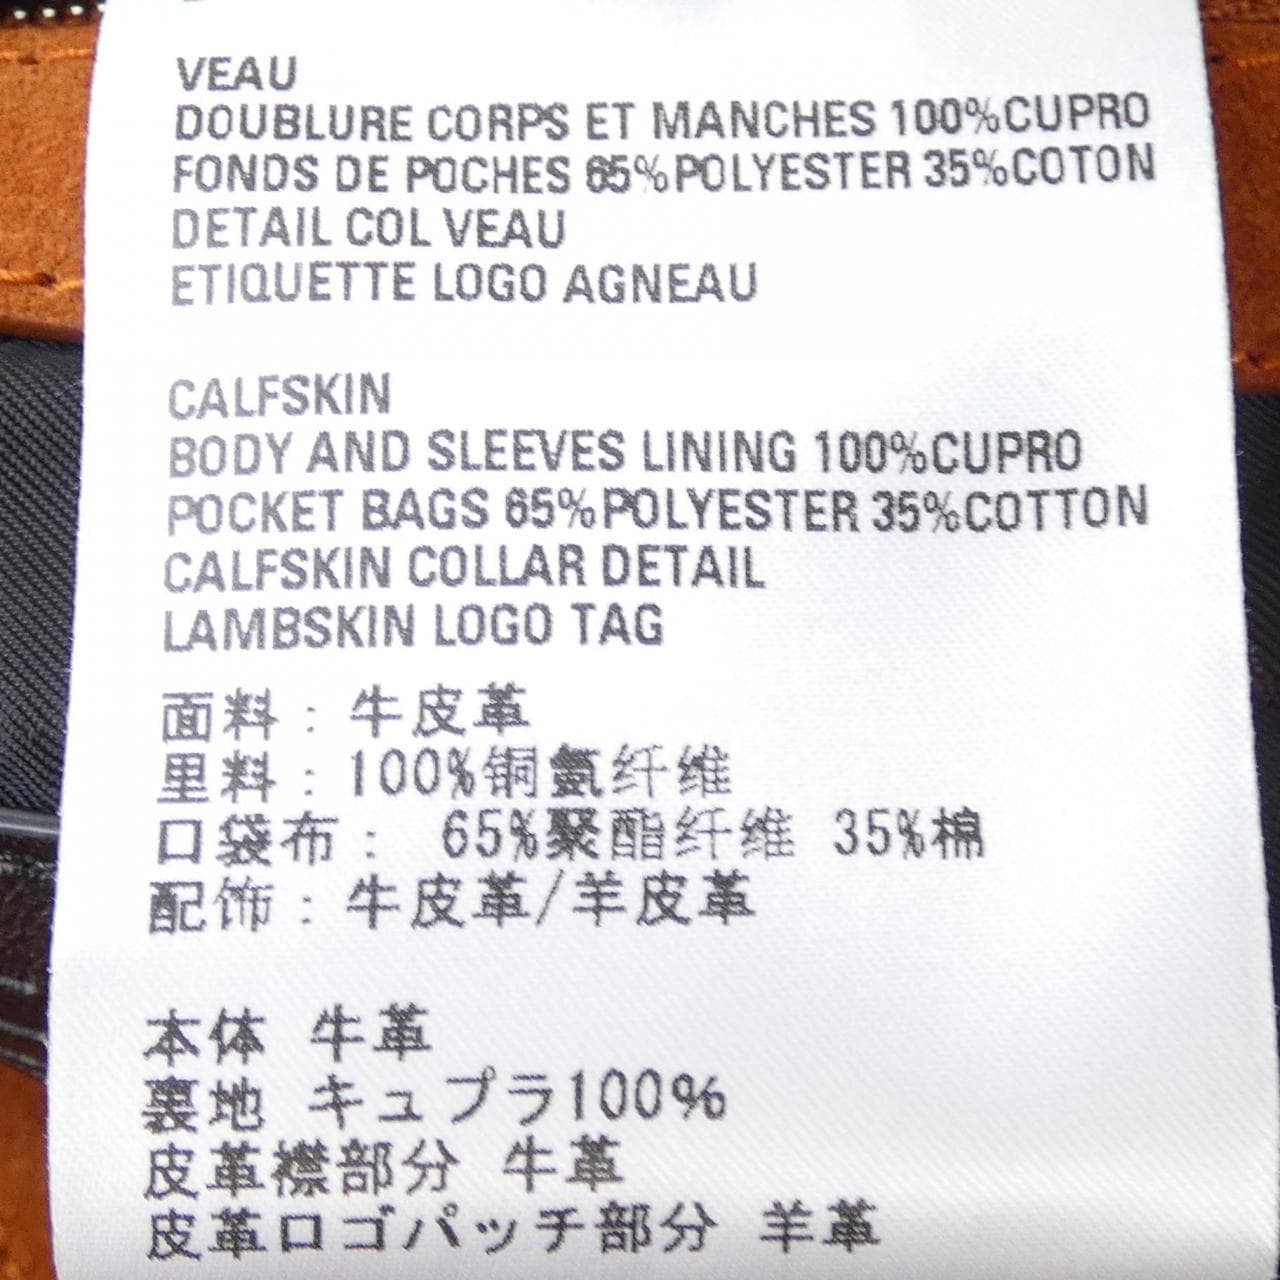 VEAU
DOUBLURE CORPS ET MANCHES 100%CUPRO
FONDS DE POCHES 65%POLYESTER 35%COTON
DETAIL COL VEAU
ETIQUETTE LOGO AGNEAU
CALFSKIN
BODY AND SLEEVES LINING 100%CUPRO
POCKET BAGS 65%POLYESTER 35%COTTON
CALFSKIN COLLAR DETAIL
LAMBSKIN LOGO TAG
面料：牛皮革
里料：100%铜氨纤维
口袋布： 65%聚酯纤维 35%棉
配饰：牛皮革/羊皮革
本体 牛革
裏地 キュプラ100%
皮革襟部分 牛革
皮革ロゴパッチ部分 羊革